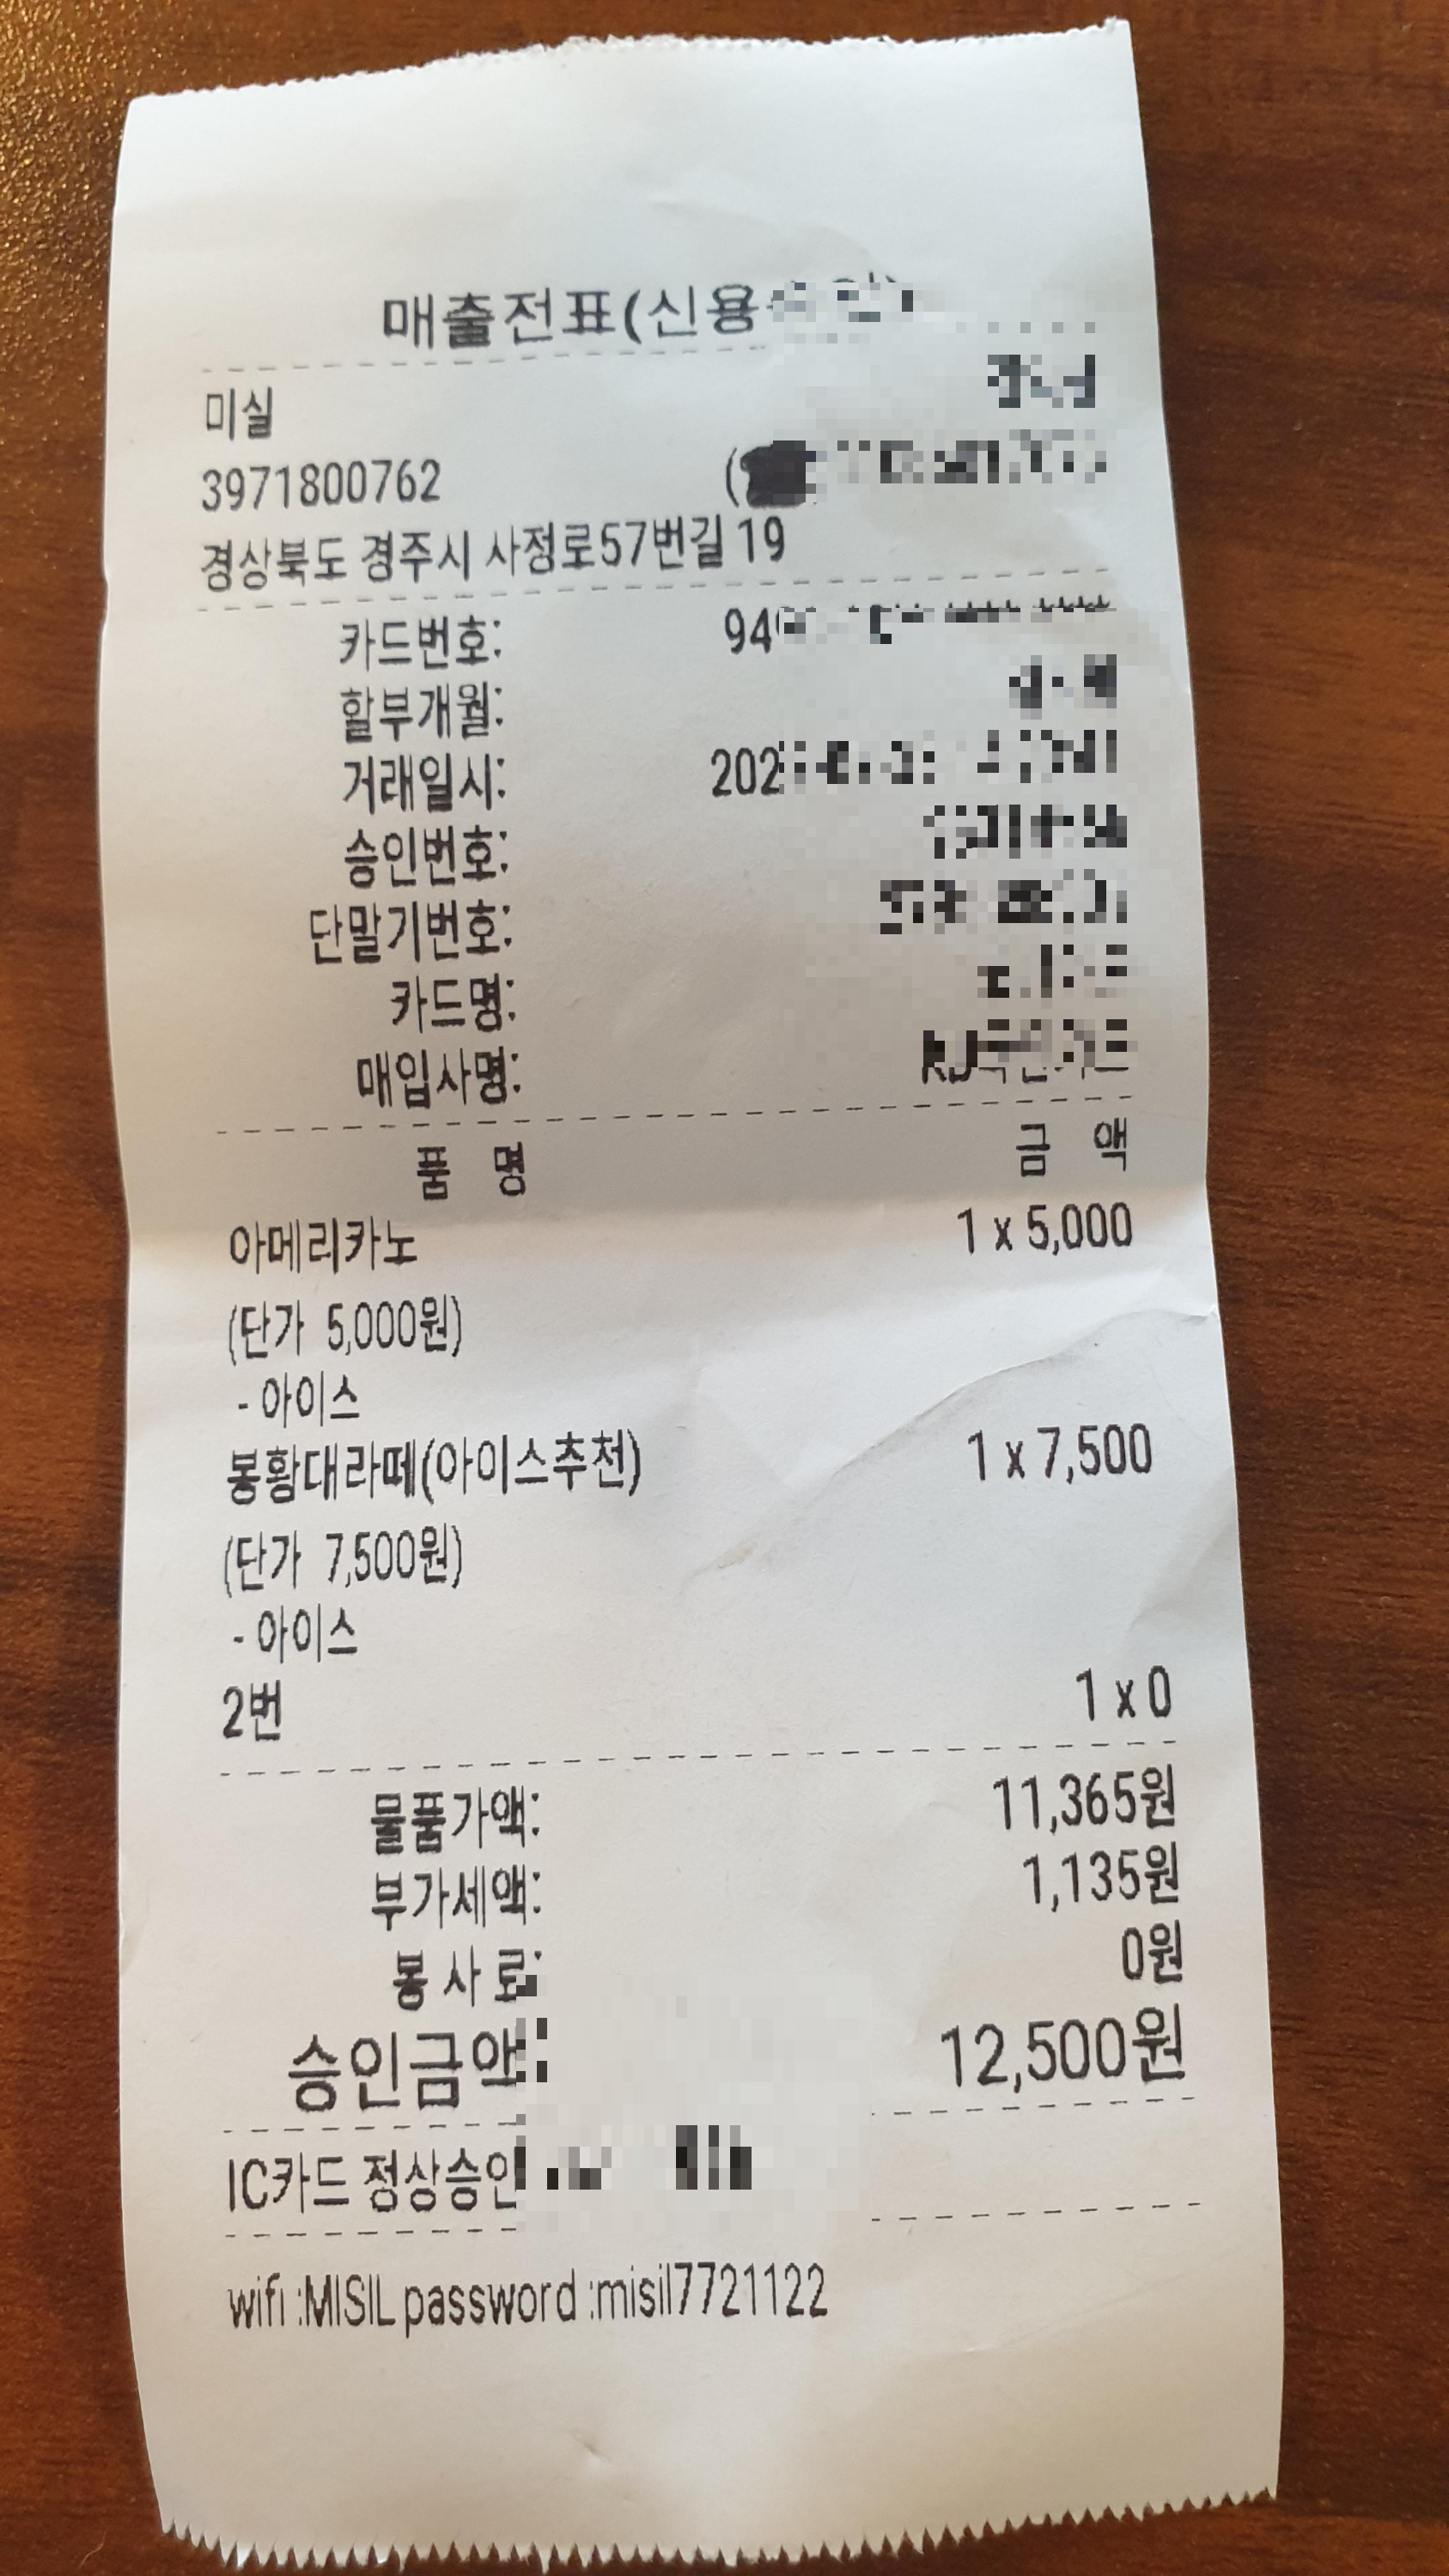 매출전표(신용
미실
3971800762 (
경상북도 경주시 사정로57번길 19
카드번호: 94
할부개월:
거래일시: 202
승인번호:
단말기번호:
카드명:
매입사명:
품 명 금 액
아메리카노 1 x 5,000
(단가 5,000원)
- 아이스
봉황대라떼(아이스추천) 1 x 7,500
(단가 7,500원)
- 아이스
2번 1 x 0
물품가액: 11,365원
부가세액: 1,135원
봉 사 료: 0원
승인금액: 12,500원
IC카드 정상승인
wifi :MISIL password :misil7721122